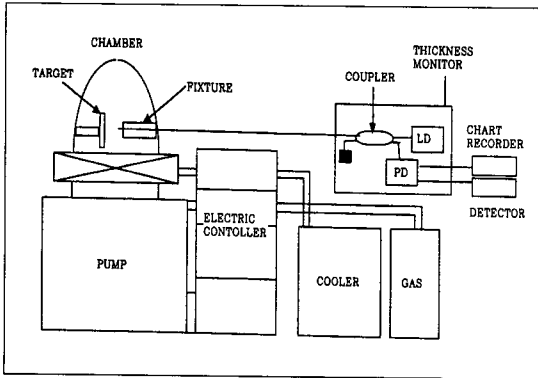 CHAMBER
THICKNESS
MONITOR
TARGET
COUPLER
FIXTURE
LD
CHART
RECORDER
PD
DETECTOR
ELECTRIC
CONTOLLER
PUMP
COOLER
GAS